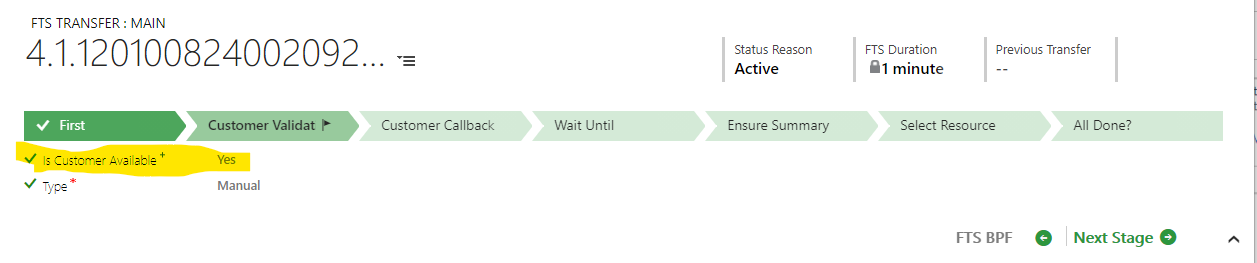 FTS TRANSFER : MAIN
4.1.120100824002092...
Status Reason
Active
FTS Duration
1 minute
Previous Transfer
--
First
Customer Validat
Customer Callback
Wait Until
Ensure Summary
Select Resource
All Done?
Is Customer Available + Yes
Type * Manual
FTS BPF
Next Stage